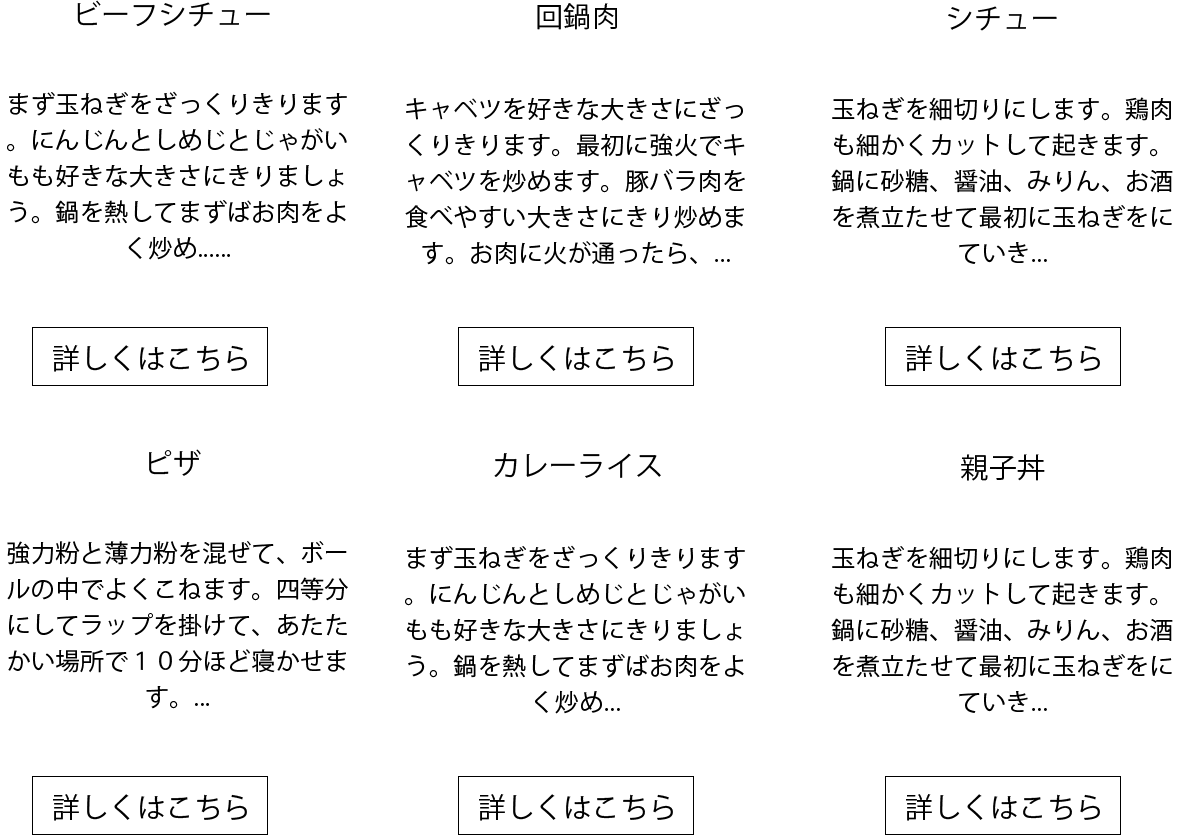 ビーフシチュー
まず玉ねぎをざっくりきります
。にんじんとしめじとじゃがい
もも好きな大きさにきりましょ
う。鍋を熱してまずばお肉をよ
く炒め......
詳しくはこちら
回鍋肉
キャベツを好きな大きさにざっ
くりきります。最初に強火でキ
ャベツを炒めます。豚バラ肉を
食べやすい大きさにきり炒めま
す。お肉に火が通ったら、...
詳しくはこちら
シチュー
玉ねぎを細切りにします。鶏肉
も細かくカットして起きます。
鍋に砂糖、醤油、みりん、お酒
を煮立たせて最初に玉ねぎをに
ていき...
詳しくはこちら
ピザ
強力粉と薄力粉を混ぜて、ボー
ルの中でよくこねます。四等分
にしてラップを掛けて、あたた
かい場所で１０分ほど寝かせま
す。...
詳しくはこちら
カレーライス
まず玉ねぎをざっくりきります
。にんじんとしめじとじゃがい
もも好きな大きさにきりましょ
う。鍋を熱してまずばお肉をよ
く炒め...
詳しくはこちら
親子丼
玉ねぎを細切りにします。鶏肉
も細かくカットして起きます。
鍋に砂糖、醤油、みりん、お酒
を煮立たせて最初に玉ねぎをに
ていき...
詳しくはこちら